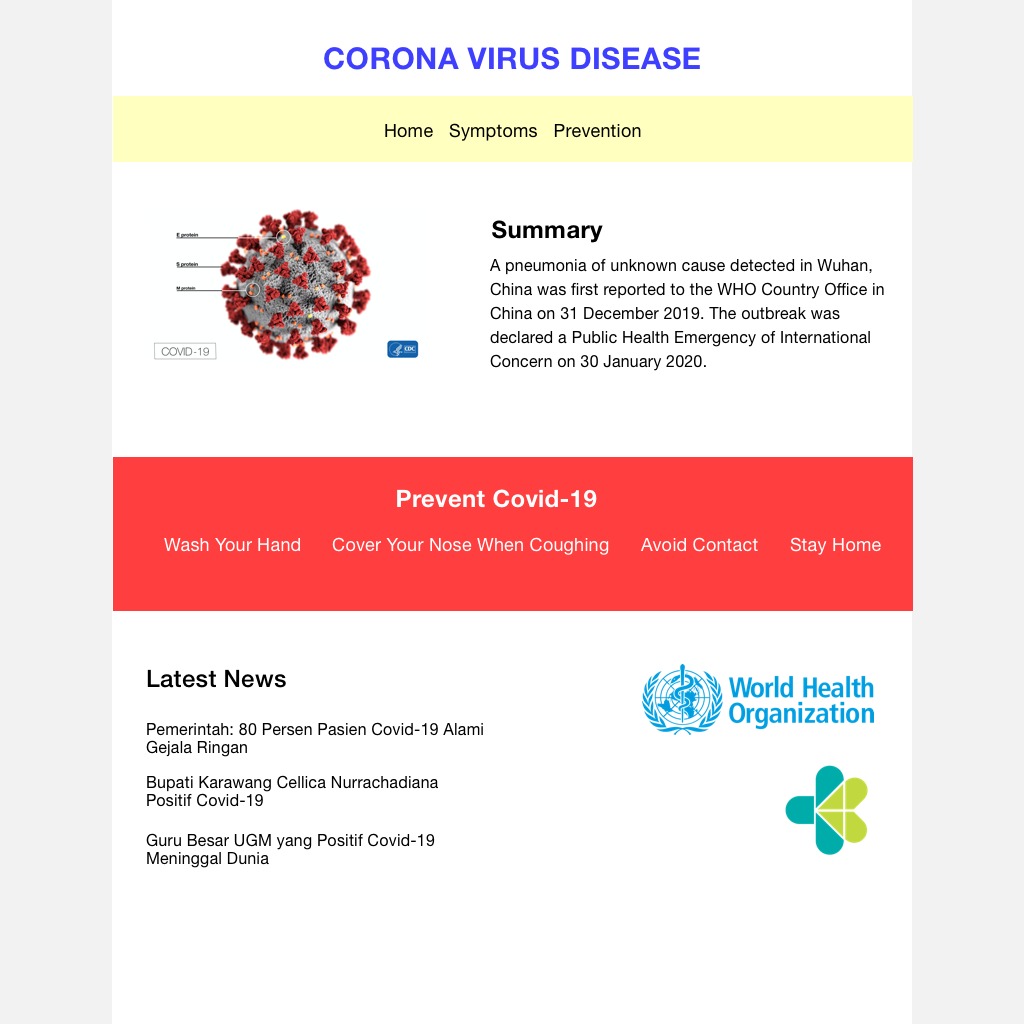 CORONA VIRUS DISEASE
Home Symptoms Prevention
E protein
S protein
M protein
COVID-19
CDC
Summary
A pneumonia of unknown cause detected in Wuhan,
China was first reported to the WHO Country Office in
China on 31 December 2019. The outbreak was
declared a Public Health Emergency of International
Concern on 30 January 2020.
Prevent Covid-19
Wash Your Hand Cover Your Nose When Coughing Avoid Contact Stay Home
Latest News
Pemerintah: 80 Persen Pasien Covid-19 Alami
Gejala Ringan
Bupati Karawang Cellica Nurrachadiana
Positif Covid-19
Guru Besar UGM yang Positif Covid-19
Meninggal Dunia
World Health
Organization